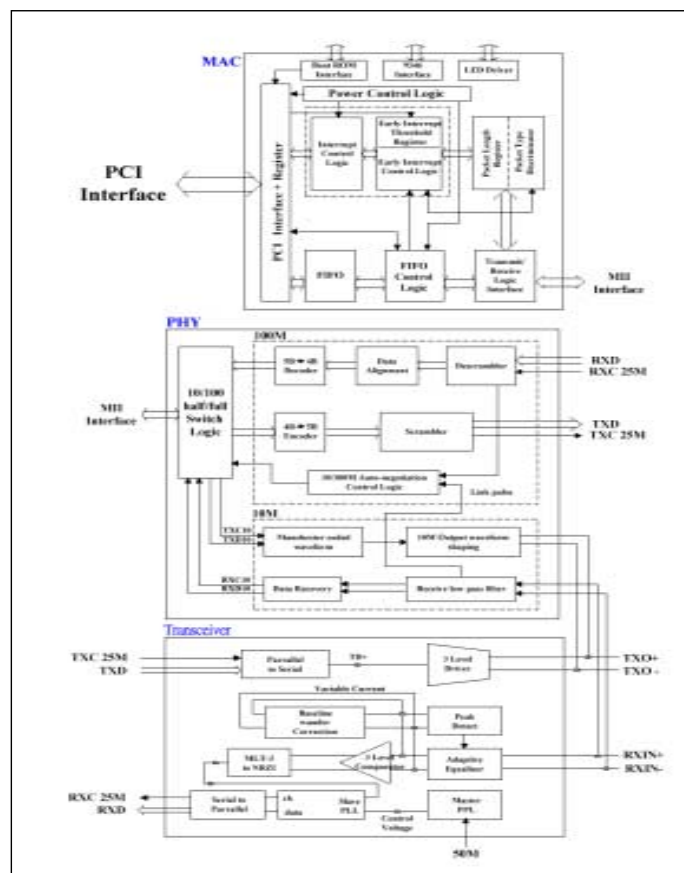 MAC
Boot ROM
Interface
9346
Interface
LED Driver
Power Control Logic
PCI Interface + Register
Interrupt
Control
Logic
Early Interrupt
Threshold
Register
Early Interrupt
Control Logic
Packet Length
Register
Packet Type
Discriminator
PCI
Interface
FIFO
FIFO
Control
Logic
Transmit/
Receive
Logic
Interface
MII
Interface
PHY
100M
10/100
half/full
Switch
Logic
5B 4B
Decoder
Data
Alignment
Descrambler
RXD
RXC 25M
MII
Interface
4B 5B
Encoder
Scrambler
TXD
TXC 25M
10/100M Auto-negotiation
Control Logic
Link pulse
10M
TXC10
TXD10
Manchester coded
waveform
10M Output waveform
shaping
RXC10
RXD10
Data Recovery
Receive low pass filter
Transceiver
TXC 25M
TXD
Parrallel
to Serial
TD+
3 Level
Driver
TXO+
TXO -
Variable Current
Baseline
wander
Correction
Peak
Detect
MLT-3
to NRZI
3 Level
Comparator
Adaptive
Equalizer
RXIN+
RXIN-
RXC 25M
RXD
Serial to
Parrallel
ck
data
Slave
PLL
Control
Voltage
Master
PPL
50M